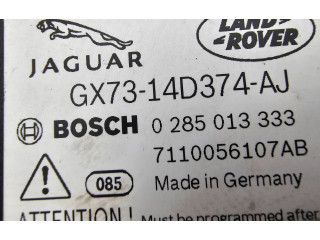 LAND
ROVER
JAGUAR
GX73-14D374-AJ
BOSCH 0 285 013 333
7110056107AB
085 Made in Germany
ATTENTION ! Must be programmed after